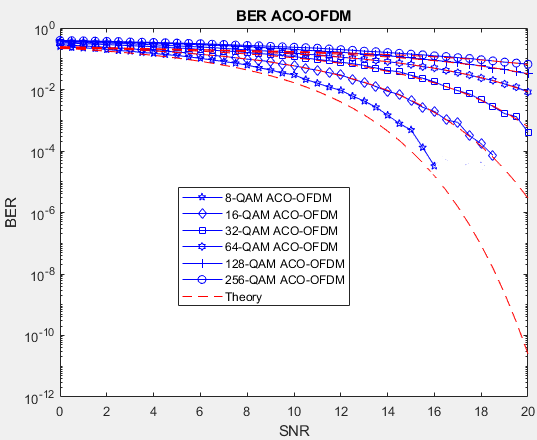 BER ACO-OFDM
10^0
10^-2
10^-4
10^-6
10^-8
10^-10
10^-12
BER
8-QAM ACO-OFDM
16-QAM ACO-OFDM
32-QAM ACO-OFDM
64-QAM ACO-OFDM
128-QAM ACO-OFDM
256-QAM ACO-OFDM
Theory
0 2 4 6 8 10 12 14 16 18 20
SNR